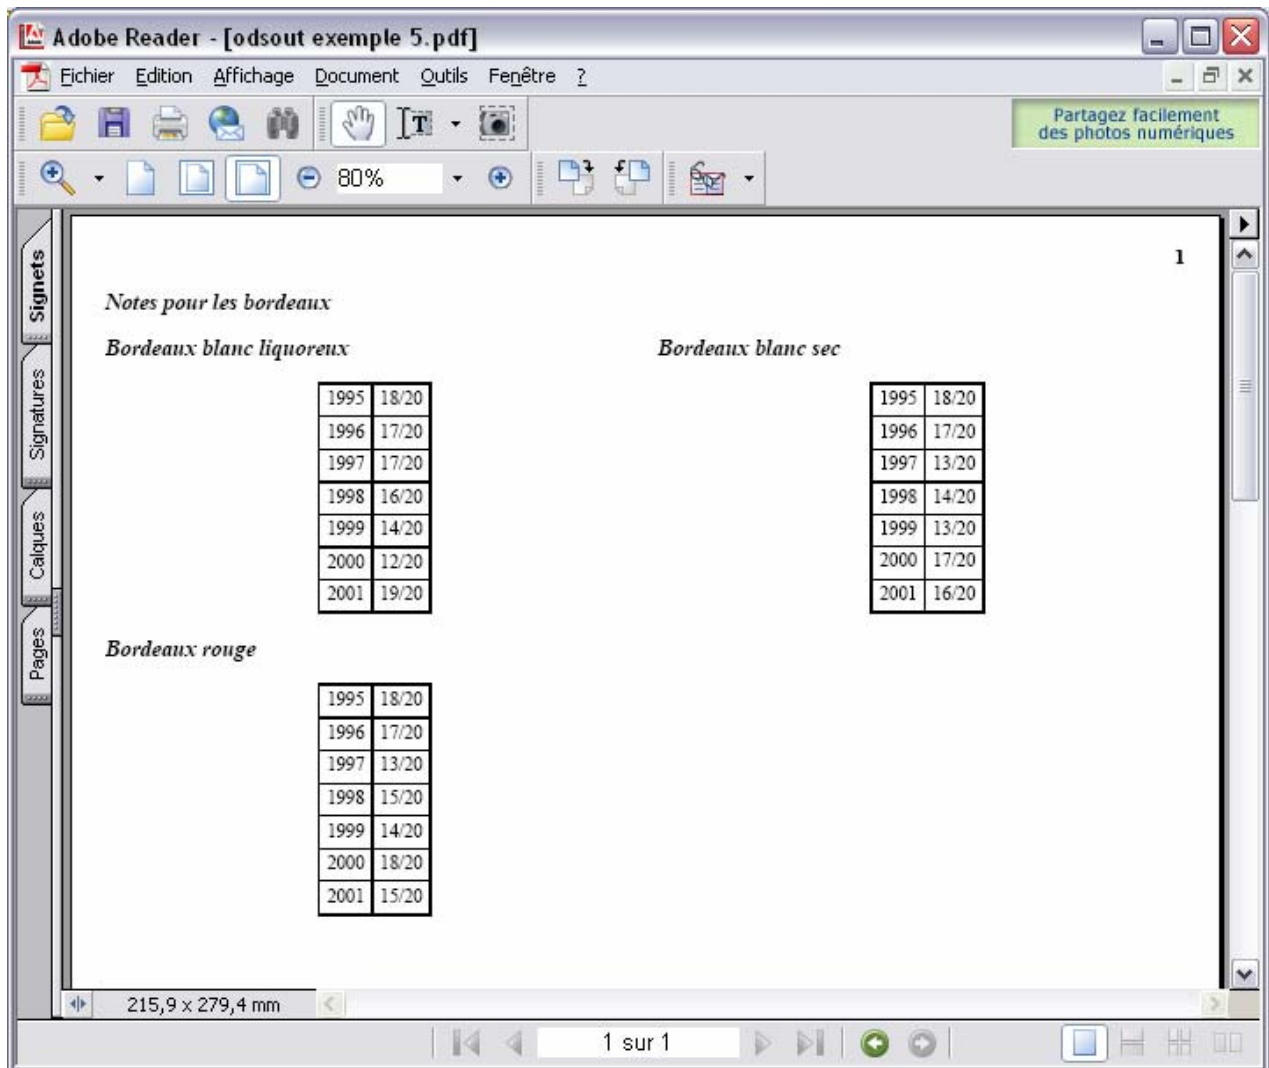 Adobe Reader - [odsout exemple 5.pdf]
Fichier Edition Affichage Document Outils Fenêtre ?
Partagez facilement
des photos numériques
80%
Signets
Signatures
Calques
Pages
1
Notes pour les bordeaux
Bordeaux blanc liquoreux
1995 18/20
1996 17/20
1997 17/20
1998 16/20
1999 14/20
2000 12/20
2001 19/20
Bordeaux blanc sec
1995 18/20
1996 17/20
1997 13/20
1998 14/20
1999 13/20
2000 17/20
2001 16/20
Bordeaux rouge
1995 18/20
1996 17/20
1997 13/20
1998 15/20
1999 14/20
2000 18/20
2001 15/20
215,9 x 279,4 mm
1 sur 1